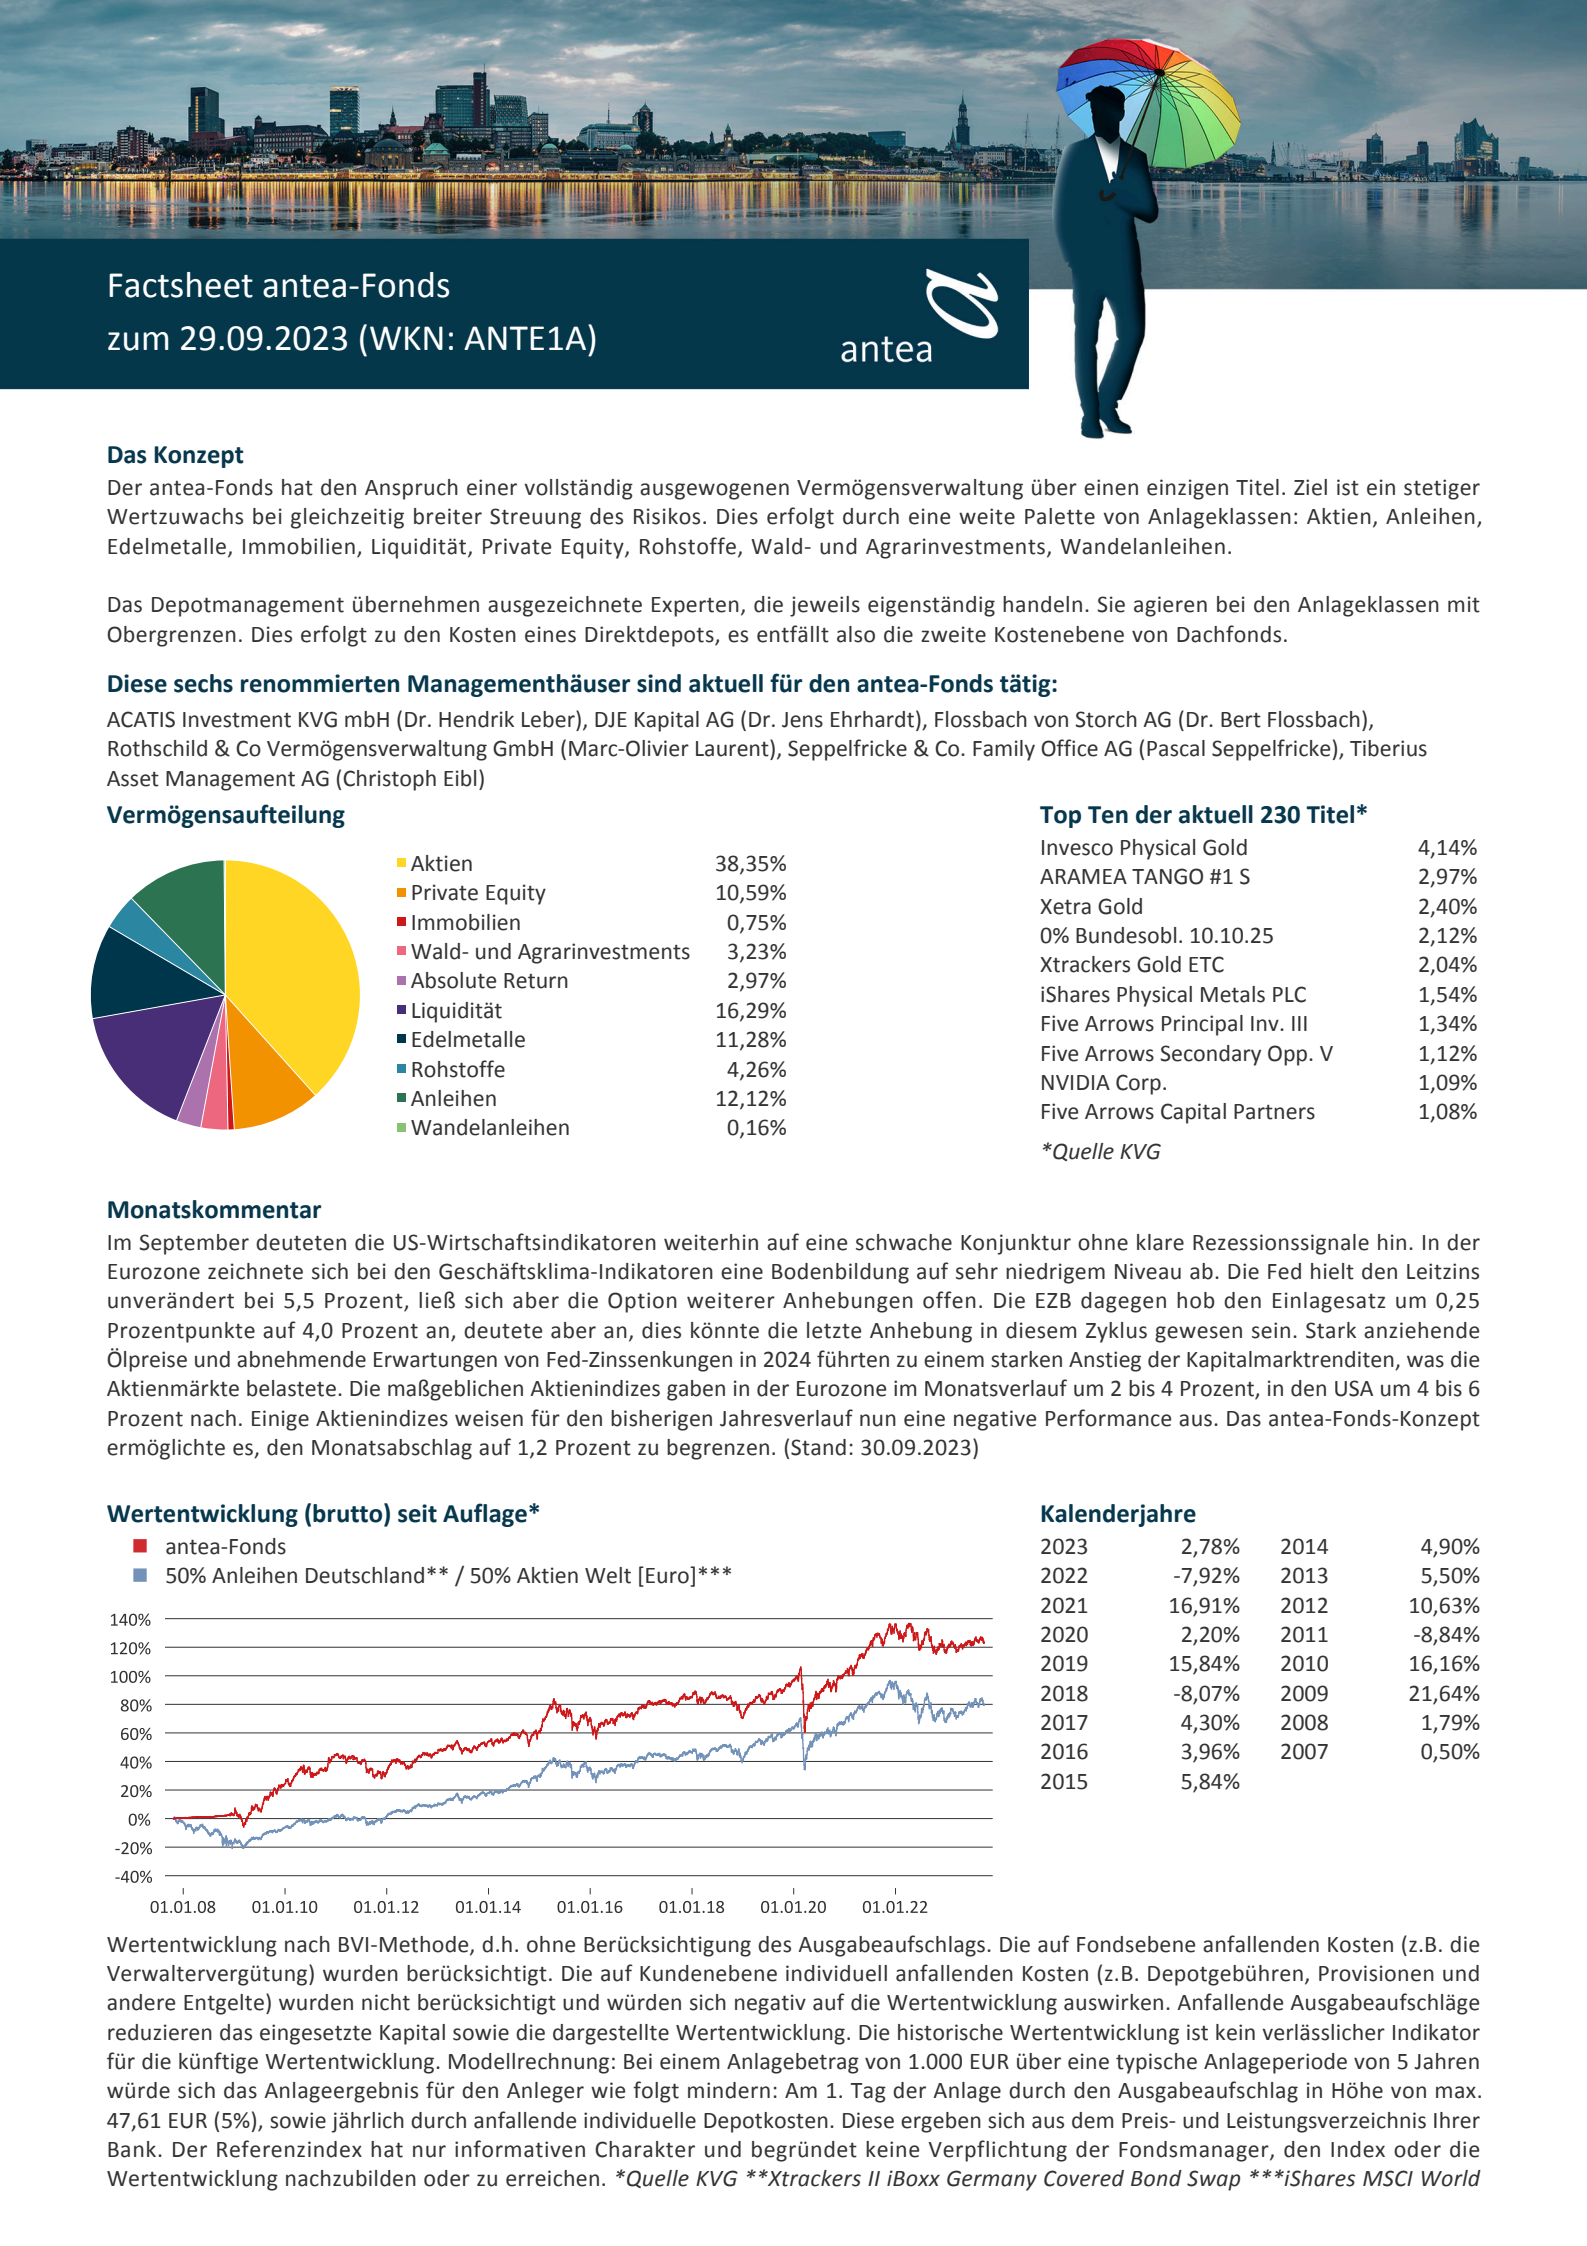 Factsheet antea-Fonds
zum 29.09.2023 (WKN: ANTE1A)
antea
Das Konzept
Der antea-Fonds hat den Anspruch einer vollständig ausgewogenen Vermögensverwaltung über einen einzigen Titel. Ziel ist ein stetiger
Wertzuwachs bei gleichzeitig breiter Streuung des Risikos. Dies erfolgt durch eine weite Palette von Anlageklassen: Aktien, Anleihen,
Edelmetalle, Immobilien, Liquidität, Private Equity, Rohstoffe, Wald- und Agrarinvestments, Wandelanleihen.
Das Depotmanagement übernehmen ausgezeichnete Experten, die jeweils eigenständig handeln. Sie agieren bei den Anlageklassen mit
Obergrenzen. Dies erfolgt zu den Kosten eines Direktdepots, es entfällt also die zweite Kostenebene von Dachfonds.
Diese sechs renommierten Managementhäuser sind aktuell für den antea-Fonds tätig:
ACATIS Investment KVG mbH (Dr. Hendrik Leber), DJE Kapital AG (Dr. Jens Ehrhardt), Flossbach von Storch AG (Dr. Bert Flossbach),
Rothschild & Co Vermögensverwaltung GmbH (Marc-Olivier Laurent), Seppelfricke & Co. Family Office AG (Pascal Seppelfricke), Tiberius
Asset Management AG (Christoph Eibl)
Vermögensaufteilung
Aktien 38,35%
Private Equity 10,59%
Immobilien 0,75%
Wald- und Agrarinvestments 3,23%
Absolute Return 2,97%
Liquidität 16,29%
Edelmetalle 11,28%
Rohstoffe 4,26%
Anleihen 12,12%
Wandelanleihen 0,16%
Top Ten der aktuell 230 Titel*
Invesco Physical Gold 4,14%
ARAMEA TANGO #1 S 2,97%
Xetra Gold 2,40%
0% Bundesobl. 10.10.25 2,12%
Xtrackers Gold ETC 2,04%
iShares Physical Metals PLC 1,54%
Five Arrows Principal Inv. III 1,34%
Five Arrows Secondary Opp. V 1,12%
NVIDIA Corp. 1,09%
Five Arrows Capital Partners 1,08%
*Quelle KVG
Monatskommentar
Im September deuteten die US-Wirtschaftsindikatoren weiterhin auf eine schwache Konjunktur ohne klare Rezessionssignale hin. In der
Eurozone zeichnete sich bei den Geschäftsklima-Indikatoren eine Bodenbildung auf sehr niedrigem Niveau ab. Die Fed hielt den Leitzins
unverändert bei 5,5 Prozent, ließ sich aber die Option weiterer Anhebungen offen. Die EZB dagegen hob den Einlagesatz um 0,25
Prozentpunkte auf 4,0 Prozent an, deutete aber an, dies könnte die letzte Anhebung in diesem Zyklus gewesen sein. Stark anziehende
Ölpreise und abnehmende Erwartungen von Fed-Zinssenkungen in 2024 führten zu einem starken Anstieg der Kapitalmarktrenditen, was die
Aktienmärkte belastete. Die maßgeblichen Aktienindizes gaben in der Eurozone im Monatsverlauf um 2 bis 4 Prozent, in den USA um 4 bis 6
Prozent nach. Einige Aktienindizes weisen für den bisherigen Jahresverlauf nun eine negative Performance aus. Das antea-Fonds-Konzept
ermöglichte es, den Monatsabschlag auf 1,2 Prozent zu begrenzen. (Stand: 30.09.2023)
Wertentwicklung (brutto) seit Auflage*
antea-Fonds
50% Anleihen Deutschland** / 50% Aktien Welt [Euro]***
140%
120%
100%
80%
60%
40%
20%
0%
-20%
-40%
01.01.08 01.01.10 01.01.12 01.01.14 01.01.16 01.01.18 01.01.20 01.01.22
Kalenderjahre
2023 2,78% 2014 4,90%
2022 -7,92% 2013 5,50%
2021 16,91% 2012 10,63%
2020 2,20% 2011 -8,84%
2019 15,84% 2010 16,16%
2018 -8,07% 2009 21,64%
2017 4,30% 2008 1,79%
2016 3,96% 2007 0,50%
2015 5,84%
Wertentwicklung nach BVI-Methode, d.h. ohne Berücksichtigung des Ausgabeaufschlags. Die auf Fondsebene anfallenden Kosten (z.B. die
Verwaltervergütung) wurden berücksichtigt. Die auf Kundenebene individuell anfallenden Kosten (z.B. Depotgebühren, Provisionen und
andere Entgelte) wurden nicht berücksichtigt und würden sich negativ auf die Wertentwicklung auswirken. Anfallende Ausgabeaufschläge
reduzieren das eingesetzte Kapital sowie die dargestellte Wertentwicklung. Die historische Wertentwicklung ist kein verlässlicher Indikator
für die künftige Wertentwicklung. Modellrechnung: Bei einem Anlagebetrag von 1.000 EUR über eine typische Anlageperiode von 5 Jahren
würde sich das Anlageergebnis für den Anleger wie folgt mindern: Am 1. Tag der Anlage durch den Ausgabeaufschlag in Höhe von max.
47,61 EUR (5%), sowie jährlich durch anfallende individuelle Depotkosten. Diese ergeben sich aus dem Preis- und Leistungsverzeichnis Ihrer
Bank. Der Referenzindex hat nur informativen Charakter und begründet keine Verpflichtung der Fondsmanager, den Index oder die
Wertentwicklung nachzubilden oder zu erreichen. *Quelle KVG **Xtrackers II iBoxx Germany Covered Bond Swap ***iShares MSCI World